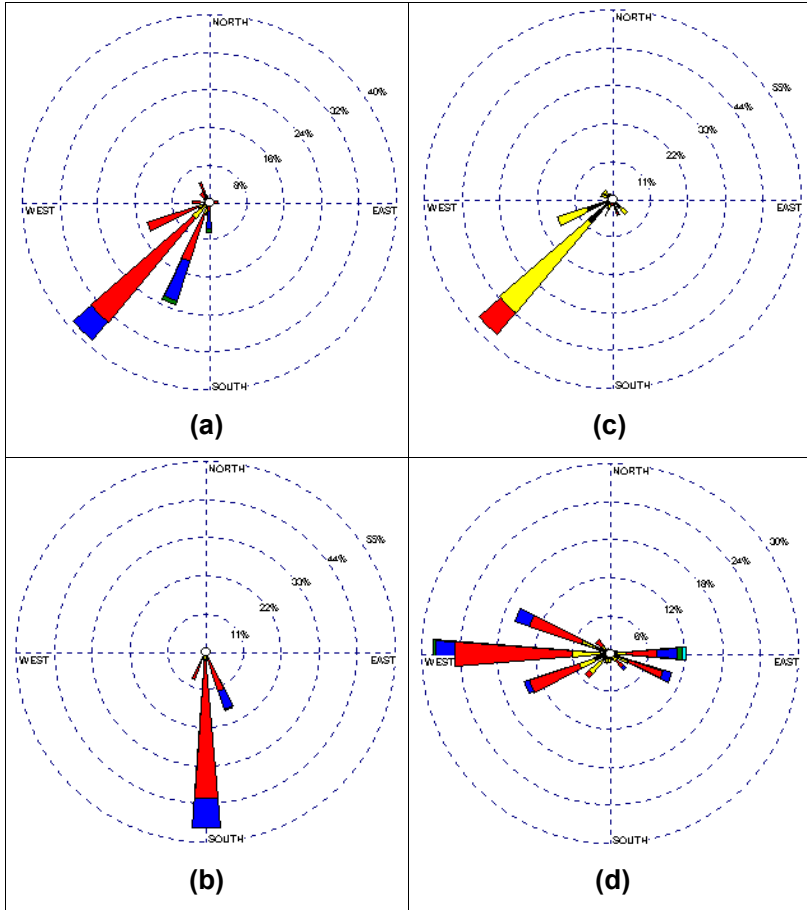 NORTH
40%
32%
24%
16%
8%
WEST
EAST
SOUTH
(a)
NORTH
55%
44%
33%
22%
11%
WEST
EAST
SOUTH
(c)
NORTH
55%
44%
33%
22%
11%
WEST
EAST
SOUTH
(b)
NORTH
30%
24%
18%
12%
6%
WEST
EAST
SOUTH
(d)